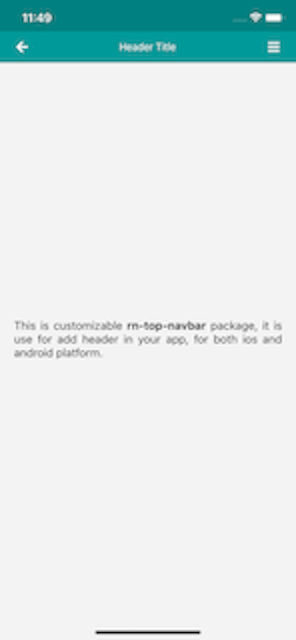 11:49
Header Title
This is customizable rn-top-navbar package, it is
use for add header in your app, for both ios and
android platform.